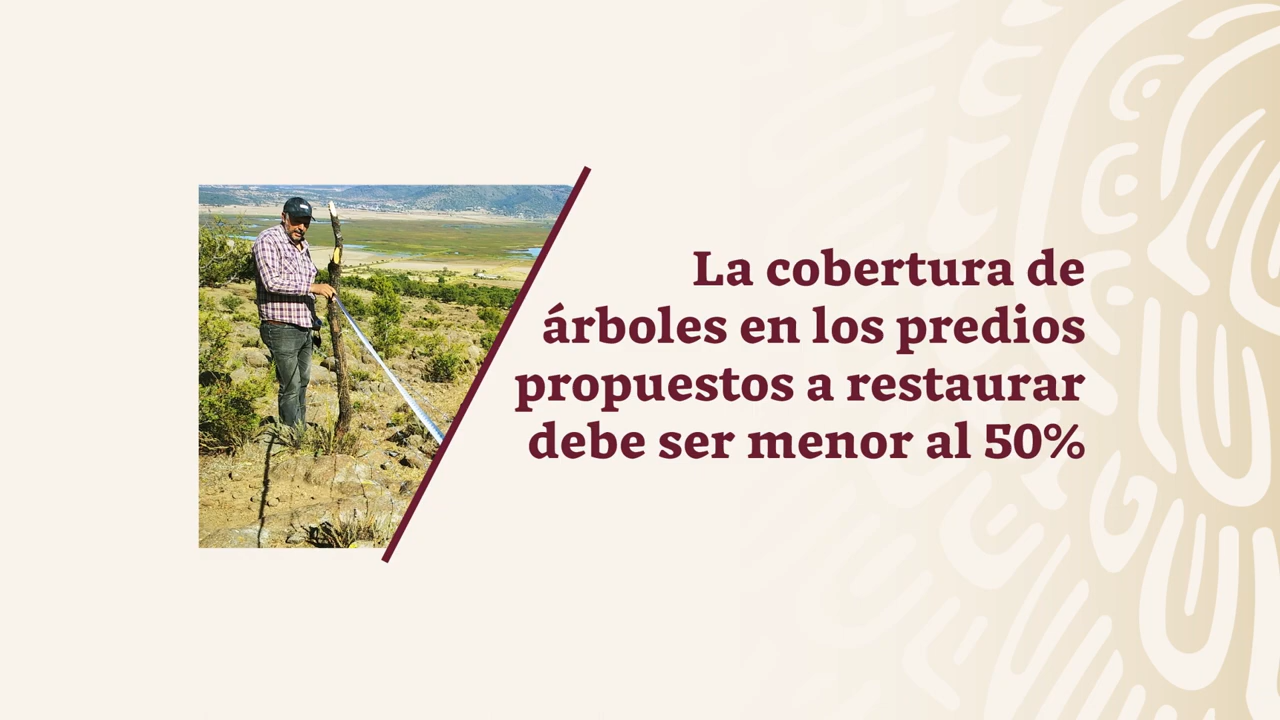 La cobertura de
árboles en los predios
propuestos a restaurar
debe ser menor al 50%